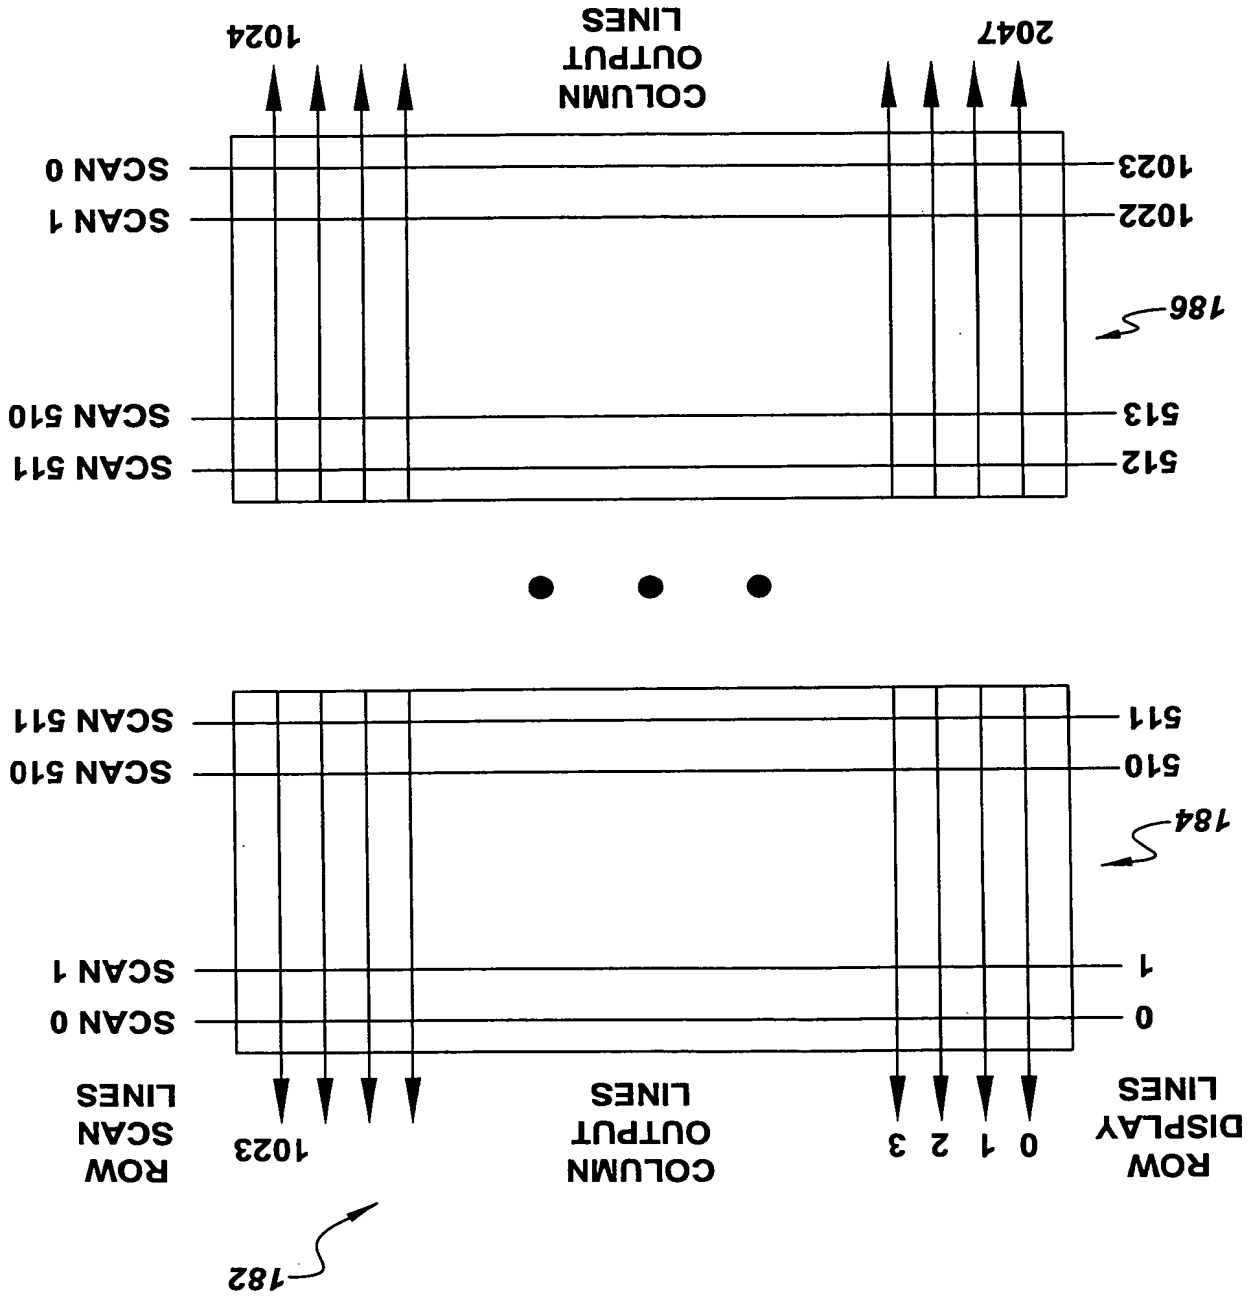 182
ROW
DISPLAY
LINES
0 1 2 3
COLUMN
OUTPUT
LINES
1023
ROW
SCAN
LINES
0 SCAN 0
1 SCAN 1
184
510 SCAN 510
511 SCAN 511
512 SCAN 511
513 SCAN 510
186
1022 SCAN 1
1023 SCAN 0
2047
COLUMN
OUTPUT
LINES
1024